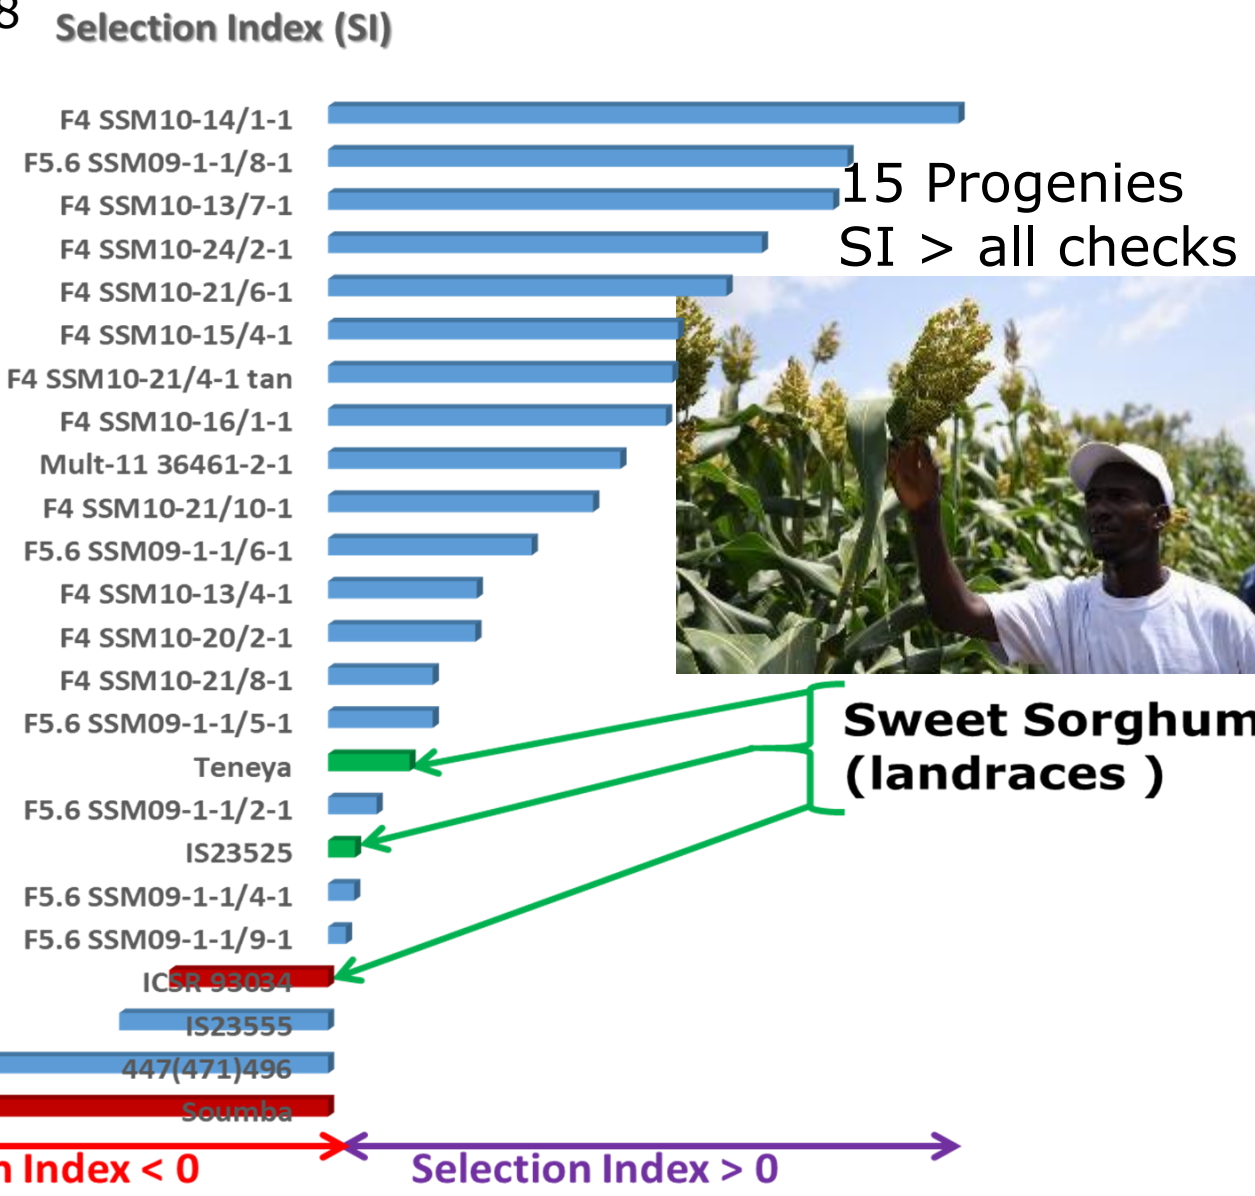 8
Selection Index (SI)
F4 SSM10-14/1-1
F5.6 SSM09-1-1/8-1
F4 SSM10-13/7-1
15 Progenies
F4 SSM10-24/2-1
SI > all checks
F4 SSM10-21/6-1
F4 SSM10-15/4-1
F4 SSM10-21/4-1 tan
F4 SSM10-16/1-1
Mult-11 36461-2-1
F4 SSM10-21/10-1
F5.6 SSM09-1-1/6-1
F4 SSM10-13/4-1
F4 SSM10-20/2-1
F4 SSM10-21/8-1
F5.6 SSM09-1-1/5-1
Sweet Sorghum
(landraces )
Teneya
F5.6 SSM09-1-1/2-1
IS23525
F5.6 SSM09-1-1/4-1
F5.6 SSM09-1-1/9-1
ICSR 93034
IS23555
447(471)496
Soumba
n Index < 0
Selection Index > 0